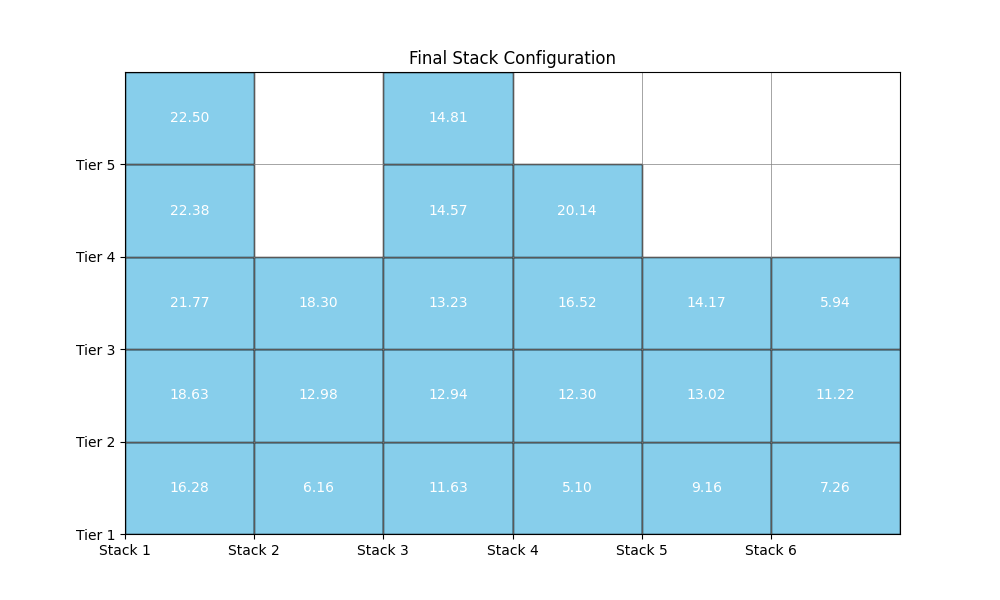 Final Stack Configuration
22.50 14.81
Tier 5
22.38 14.57 20.14
Tier 4
21.77 18.30 13.23 16.52 14.17 5.94
Tier 3
18.63 12.98 12.94 12.30 13.02 11.22
Tier 2
16.28 6.16 11.63 5.10 9.16 7.26
Tier 1
Stack 1 Stack 2 Stack 3 Stack 4 Stack 5 Stack 6